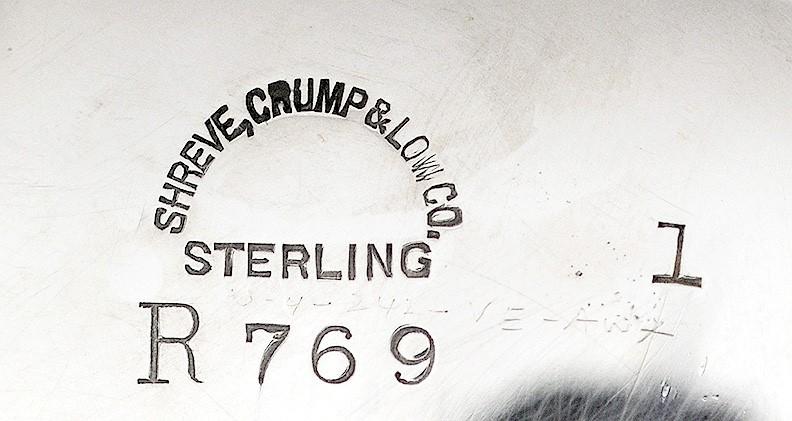 SHREVE, CRUMP & LOW CO.
STERLING
R 769
1